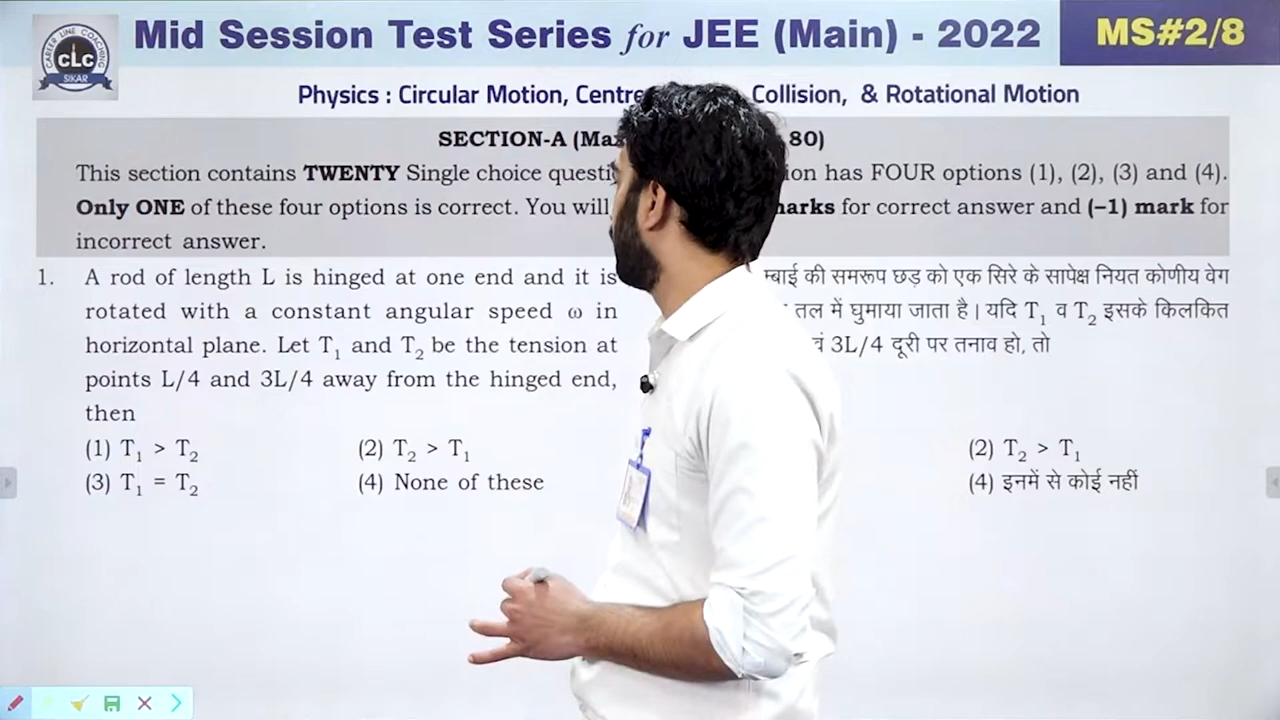 Mid Session Test Series for JEE (Main) - 2022
MS#2/8
CAREER LINE COACHING
CLC
SIKAR
Physics : Circular Motion, Centre Collision, & Rotational Motion
SECTION-A (Ma 80)
This section contains TWENTY Single choice has FOUR options (1), (2), (3) and (4).
Only ONE of these four options is correct. You will for correct answer and (–1) mark for
incorrect answer.
1. A rod of length L is hinged at one end and it is
rotated with a constant angular speed ω in
horizontal plane. Let T₁ and T₂ be the tension at
points L/4 and 3L/4 away from the hinged end,
then
(1) T₁ > T₂ (2) T₂ > T₁
(3) T₁ = T₂ (4) None of these
की समरूप छड़ को एक सिरे के सापेक्ष नियत कोणीय वेग
तल में घुमाया जाता है। यदि T₁ व T₂ इसके किलकित
3L/4 दूरी पर तनाव हो, तो
(2) T₂ > T₁
(4) इनमें से कोई नहीं